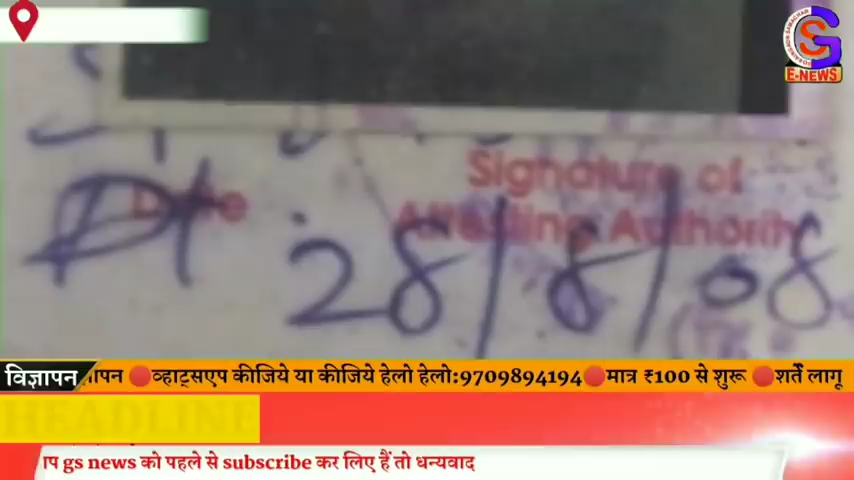 E-NEWS
Signature of
Date Attesting Authority
Dt. 28/8/08
विज्ञापन
ज्ञापन 🔴व्हाट्सएप कीजिये या कीजिये हेलो हेलो:9709894194🔴मात्र ₹100 से शुरू 🔴शर्तें लागू
HEADLINE
gs news को पहले से subscribe कर लिए हैं तो धन्यवाद